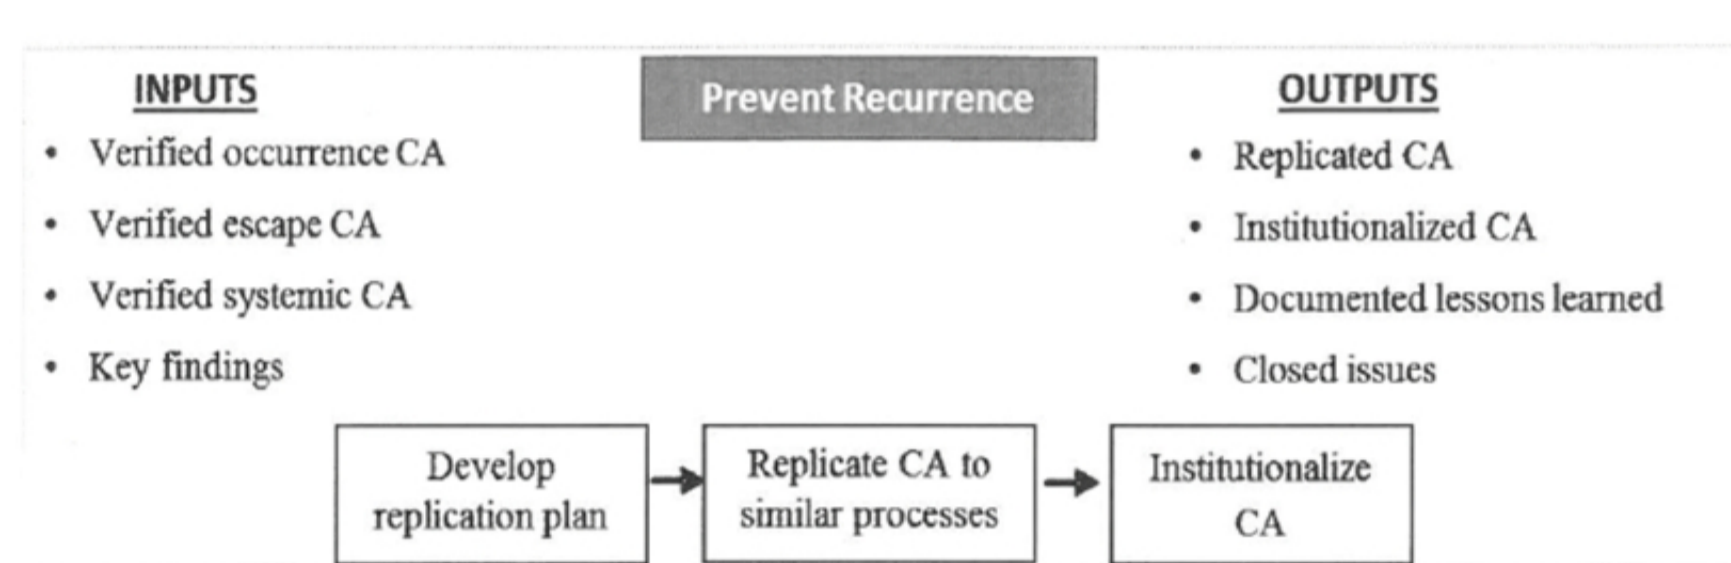 INPUTS
• Verified occurrence CA
• Verified escape CA
• Verified systemic CA
• Key findings
Prevent Recurrence
OUTPUTS
• Replicated CA
• Institutionalized CA
• Documented lessons learned
• Closed issues
Develop
replication plan
Replicate CA to
similar processes
Institutionalize
CA